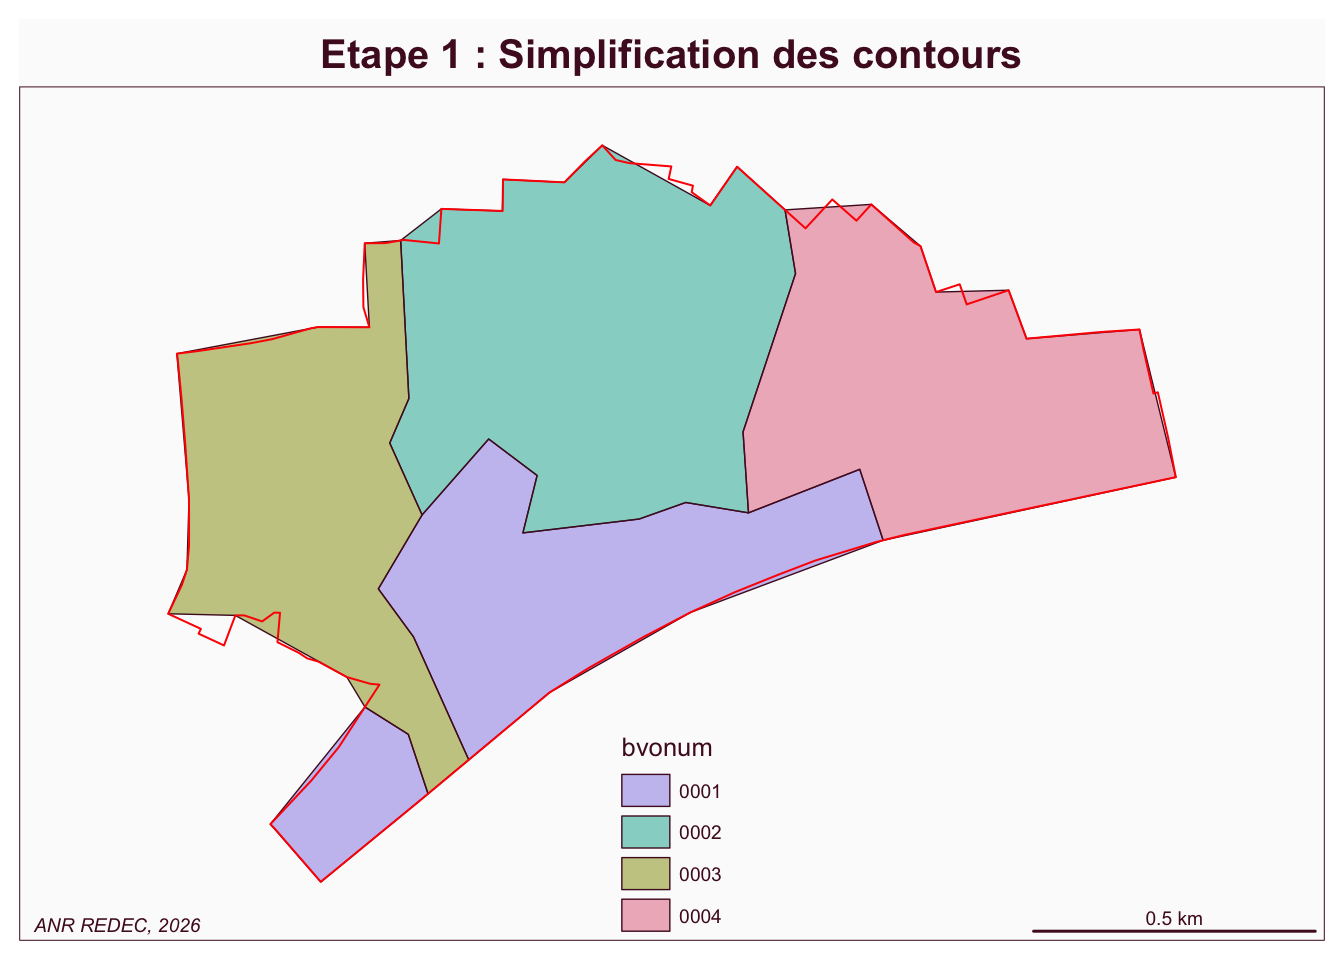 Etape 1 : Simplification des contours
bvonum
0001
0002
0003
0004
0.5 km
ANR REDEC, 2026